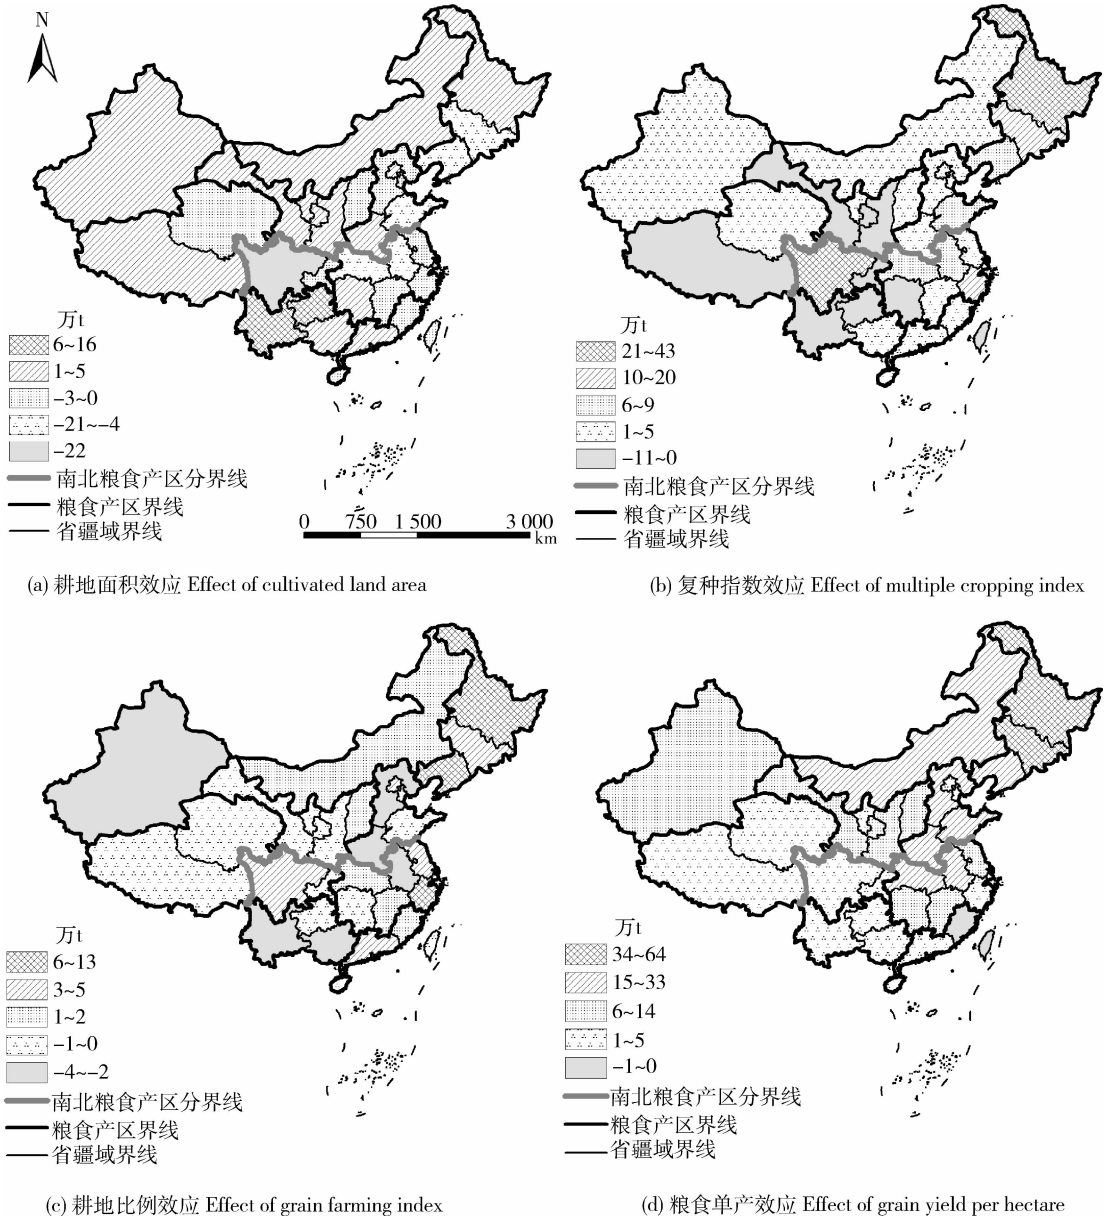 N
万t
6~16
1~5
-3~0
-21~-4
-22
南北粮食产区分界线
粮食产区界线
省疆域界线
0 750 1 500 3 000
km
(a) 耕地面积效应 Effect of cultivated land area
万t
21~43
10~20
6~9
1~5
-11~0
南北粮食产区分界线
粮食产区界线
省疆域界线
(b) 复种指数效应 Effect of multiple cropping index
万t
6~13
3~5
1~2
-1~0
-4~-2
南北粮食产区分界线
粮食产区界线
省疆域界线
(c) 耕地比例效应 Effect of grain farming index
万t
34~64
15~33
6~14
1~5
-1~0
南北粮食产区分界线
粮食产区界线
省疆域界线
(d) 粮食单产效应 Effect of grain yield per hectare